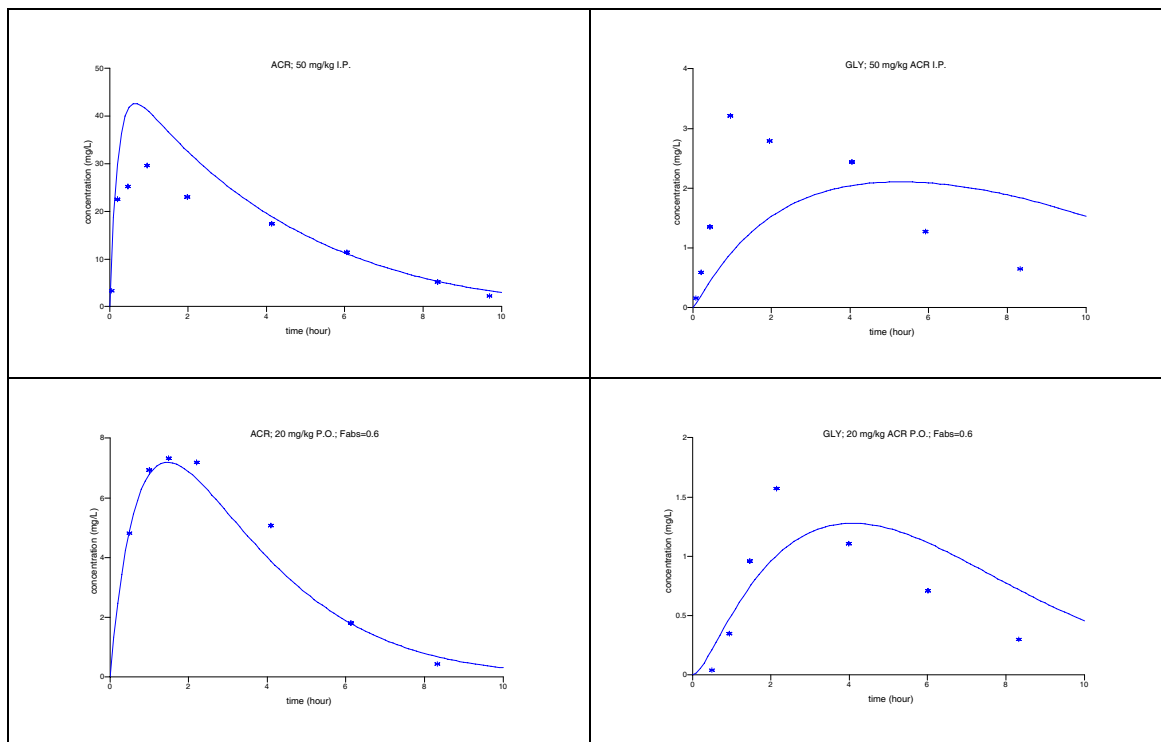 ACR; 50 mg/kg I.P.
50
40
30
20
10
0
concentration (mg/L)
0 2 4 6 8 10
time (hour)
GLY; 50 mg/kg ACR I.P.
4
3
2
1
0
concentration (mg/L)
0 2 4 6 8 10
time (hour)
ACR; 20 mg/kg P.O.; Fabs=0.6
8
6
4
2
0
concentration (mg/L)
0 2 4 6 8 10
time (hour)
GLY; 20 mg/kg ACR P.O.; Fabs=0.6
2
1.5
1
0.5
0
concentration (mg/L)
0 2 4 6 8 10
time (hour)